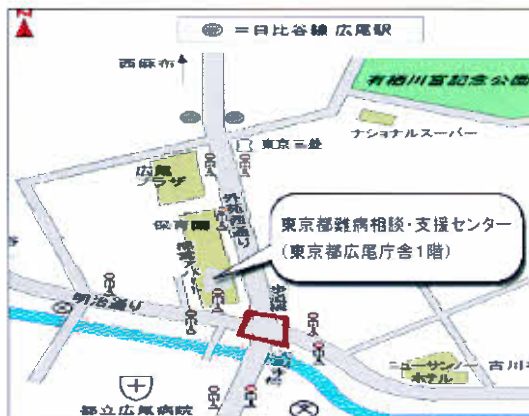 N
＝日比谷線 広尾駅
西麻布
有栖川宮記念公園
ナショナルスーパー
東京三菱
広尾
プラザ
外苑西通り
保育園
東京都難病相談・支援センター
(東京都広尾庁舎1階)
明治通り
歩道橋
ニューサンノー
ホテル
古川
都立広尾病院